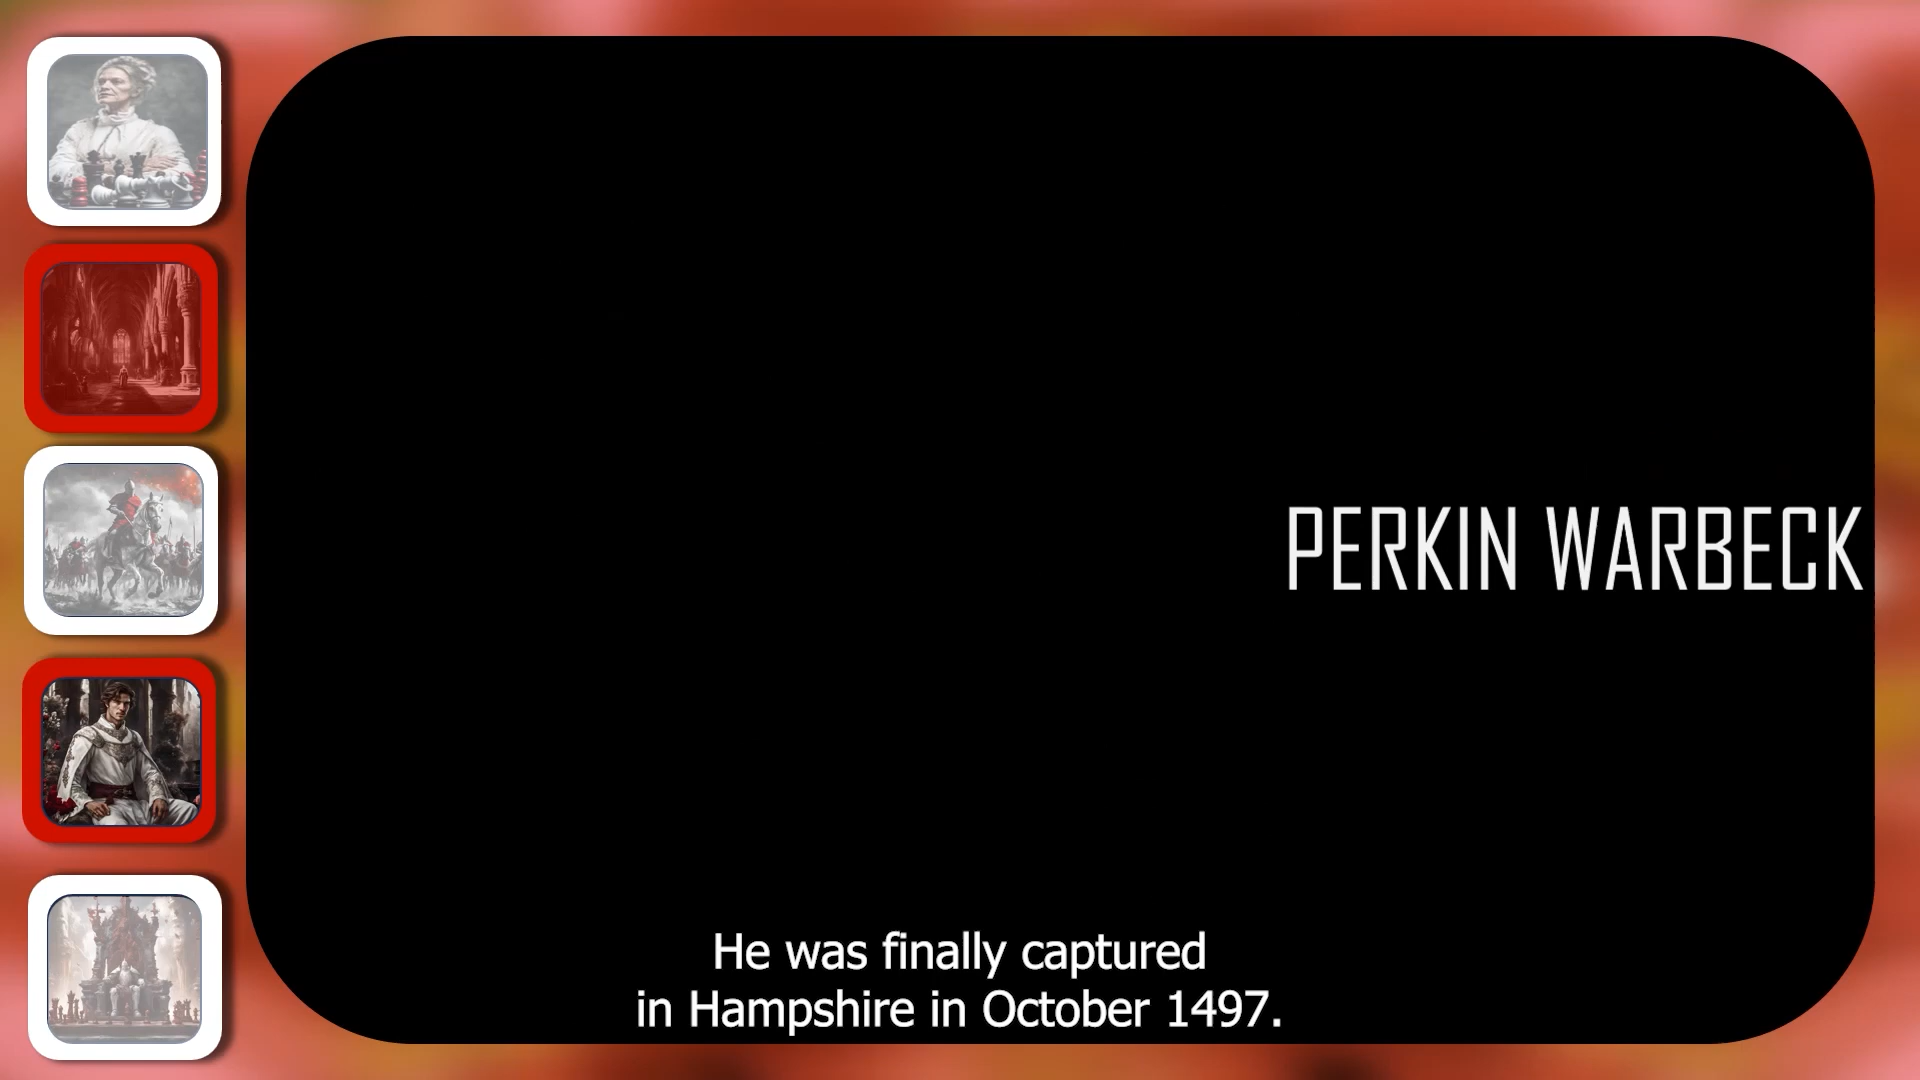 PERKIN WARBECK
He was finally captured
in Hampshire in October 1497.